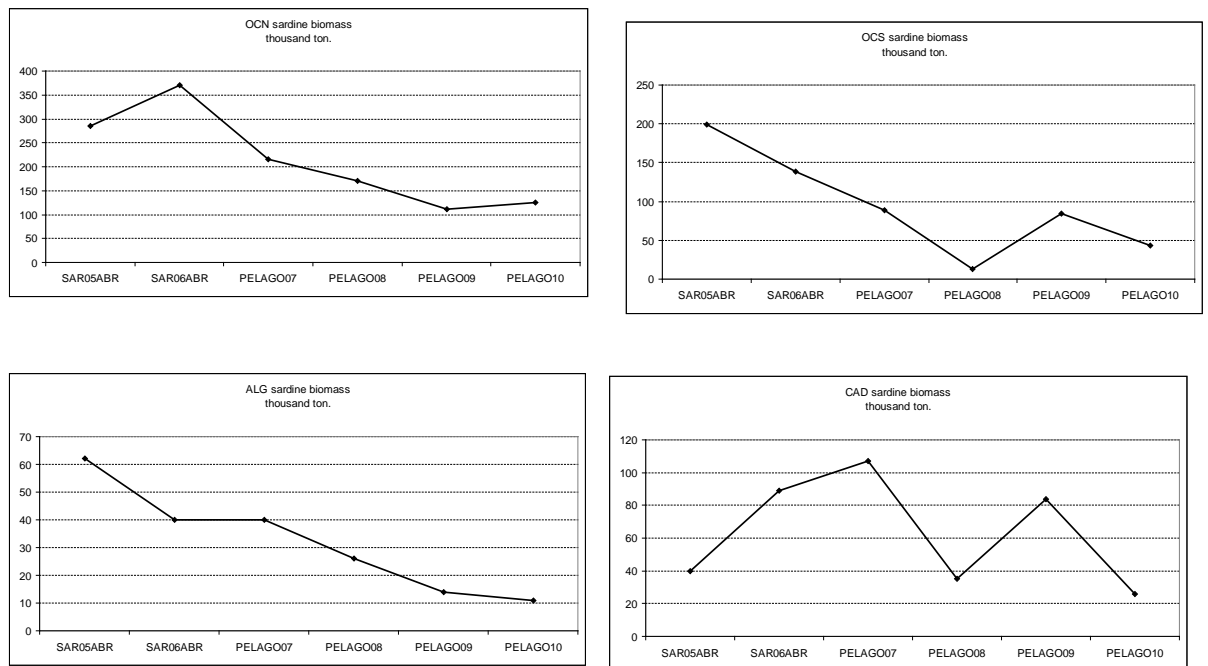 OCN sardine biomass
thousand ton.
400
350
300
250
200
150
100
50
0
SAR05ABR SAR06ABR PELAGO07 PELAGO08 PELAGO09 PELAGO10
OCS sardine biomass
thousand ton.
250
200
150
100
50
0
SAR05ABR SAR06ABR PELAGO07 PELAGO08 PELAGO09 PELAGO10
ALG sardine biomass
thousand ton.
70
60
50
40
30
20
10
0
SAR05ABR SAR06ABR PELAGO07 PELAGO08 PELAGO09 PELAGO10
CAD sardine biomass
thousand ton.
120
100
80
60
40
20
0
SAR05ABR SAR06ABR PELAGO07 PELAGO08 PELAGO09 PELAGO10